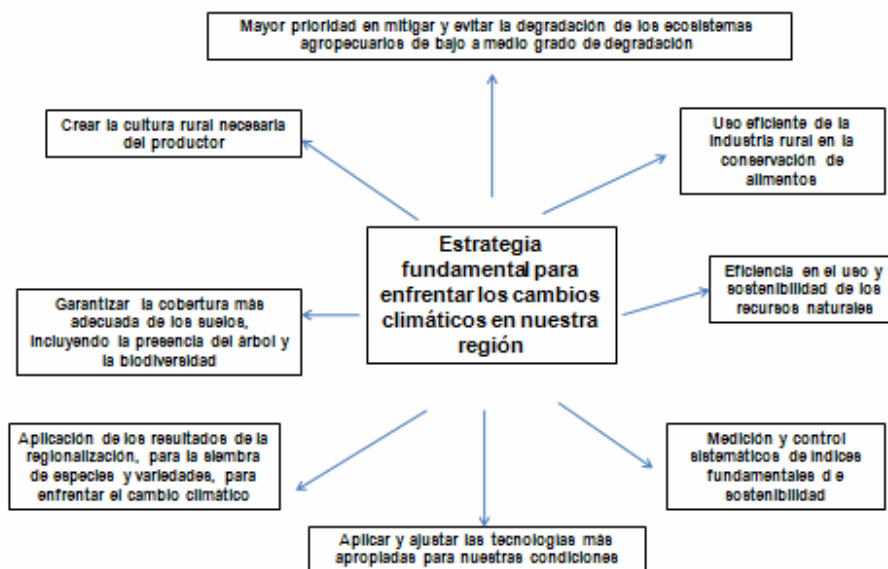 Mayor prioridad en mitigar y evitar la degradación de los ecosistemas
agropecuarios de bajo a medio grado de degradación
Crear la cultura rural necesaria
del productor
Uso eficiente de la
industria rural en la
conservación de
alimentos
Estrategia
fundamental para
enfrentar los cambios
climáticos en nuestra
región
Eficiencia en el uso y
sostenibilidad de los
recursos naturales
Garantizar la cobertura más
adecuada de los suelos,
incluyendo la presencia del árbol y
la biodiversidad
Aplicación de los resultados de la
regionalización, para la siembra
de especies y variedades, para
enfrentar el cambio climático
Medición y control
sistemáticos de índices
fundamentales d e
sostenibilidad
Aplicar y ajustar las tecnologías más
apropiadas para nuestras condiciones